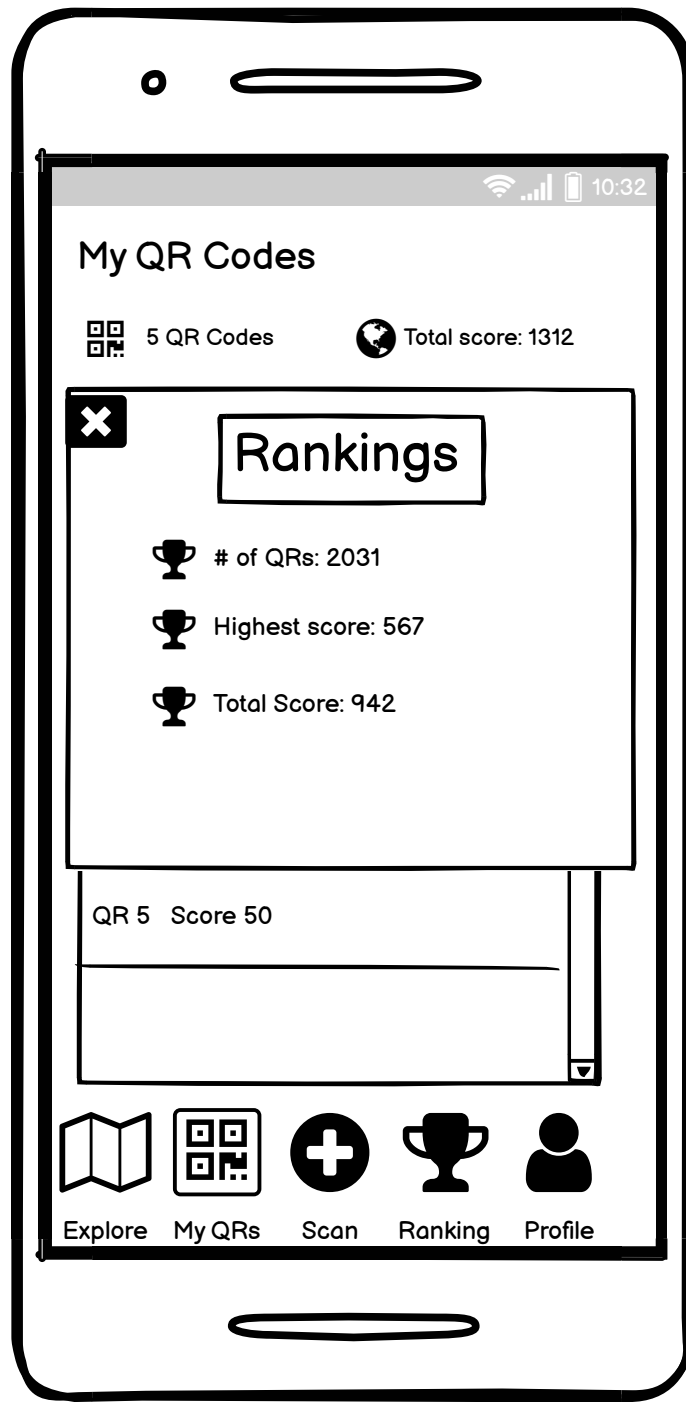 10:32
My QR Codes
5 QR Codes Total score: 1312
Rankings
# of QRs: 2031
Highest score: 567
Total Score: 942
QR 5 Score 50
Explore My QRs Scan Ranking Profile